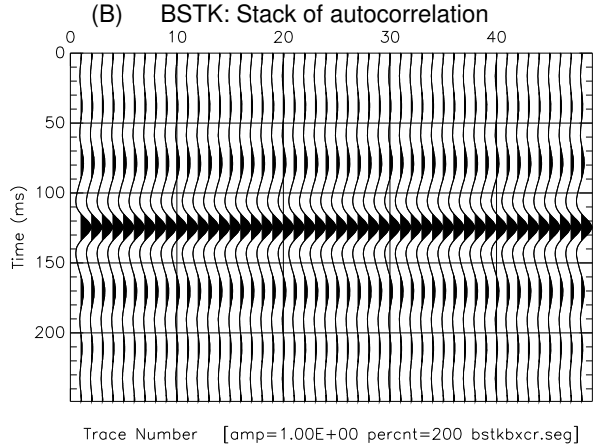 (B) BSTK: Stack of autocorrelation
0 10 20 30 40
0
50
100
150
200
Time (ms)
Trace Number [amp=1.00E+00 percnt=200 bstkbxcr.seg]